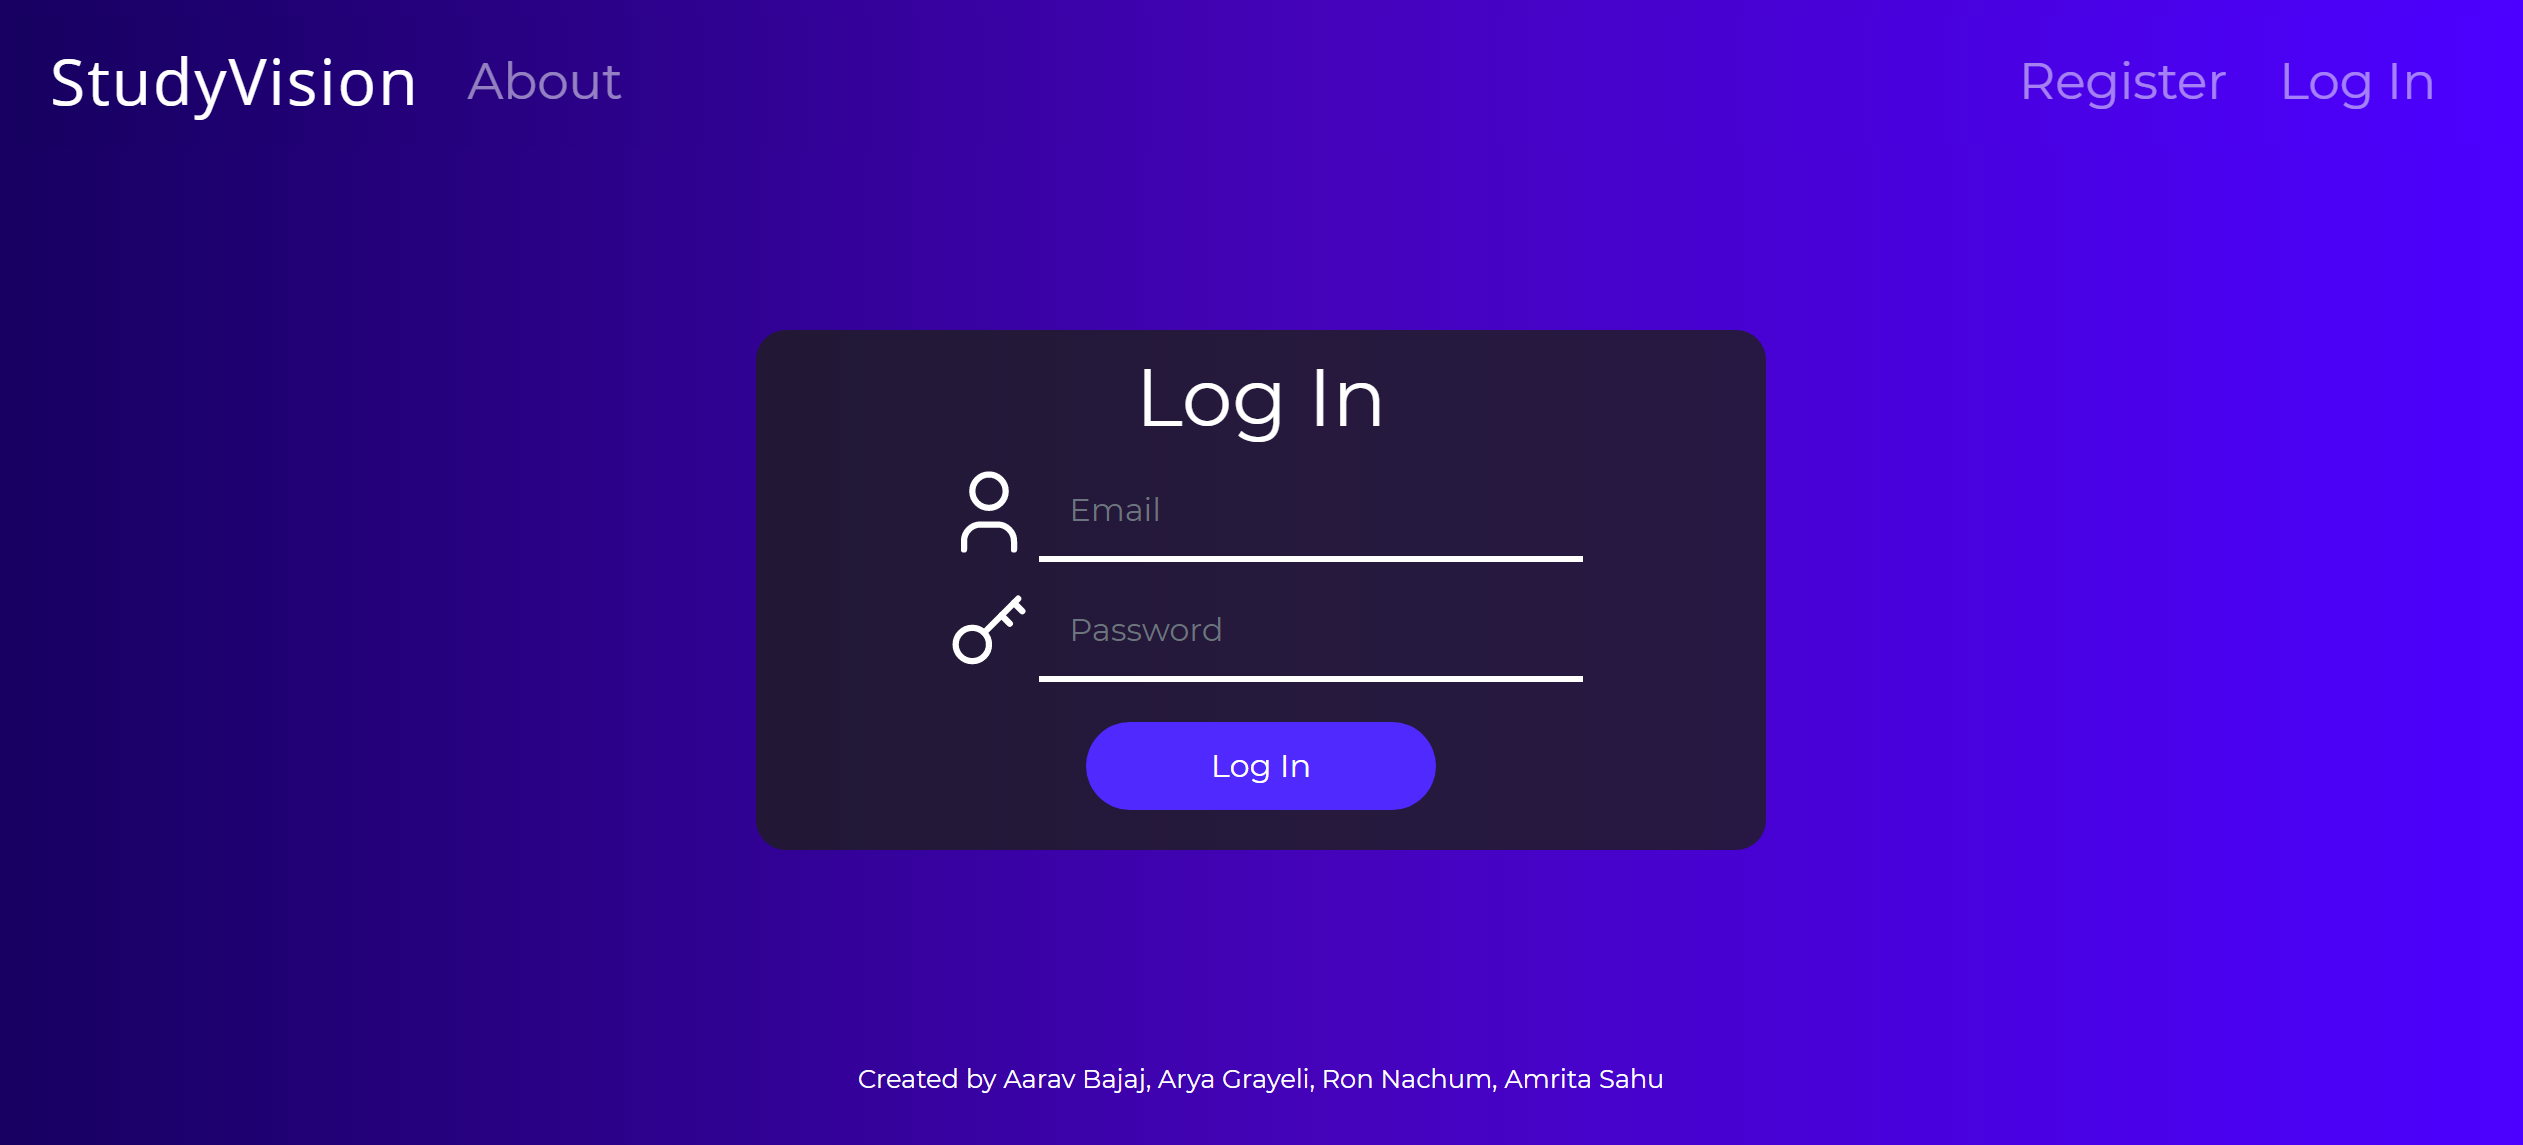 StudyVision About Register Log In
Log In
Email
Password
Log In
Created by Aarav Bajaj, Arya Grayeli, Ron Nachum, Amrita Sahu